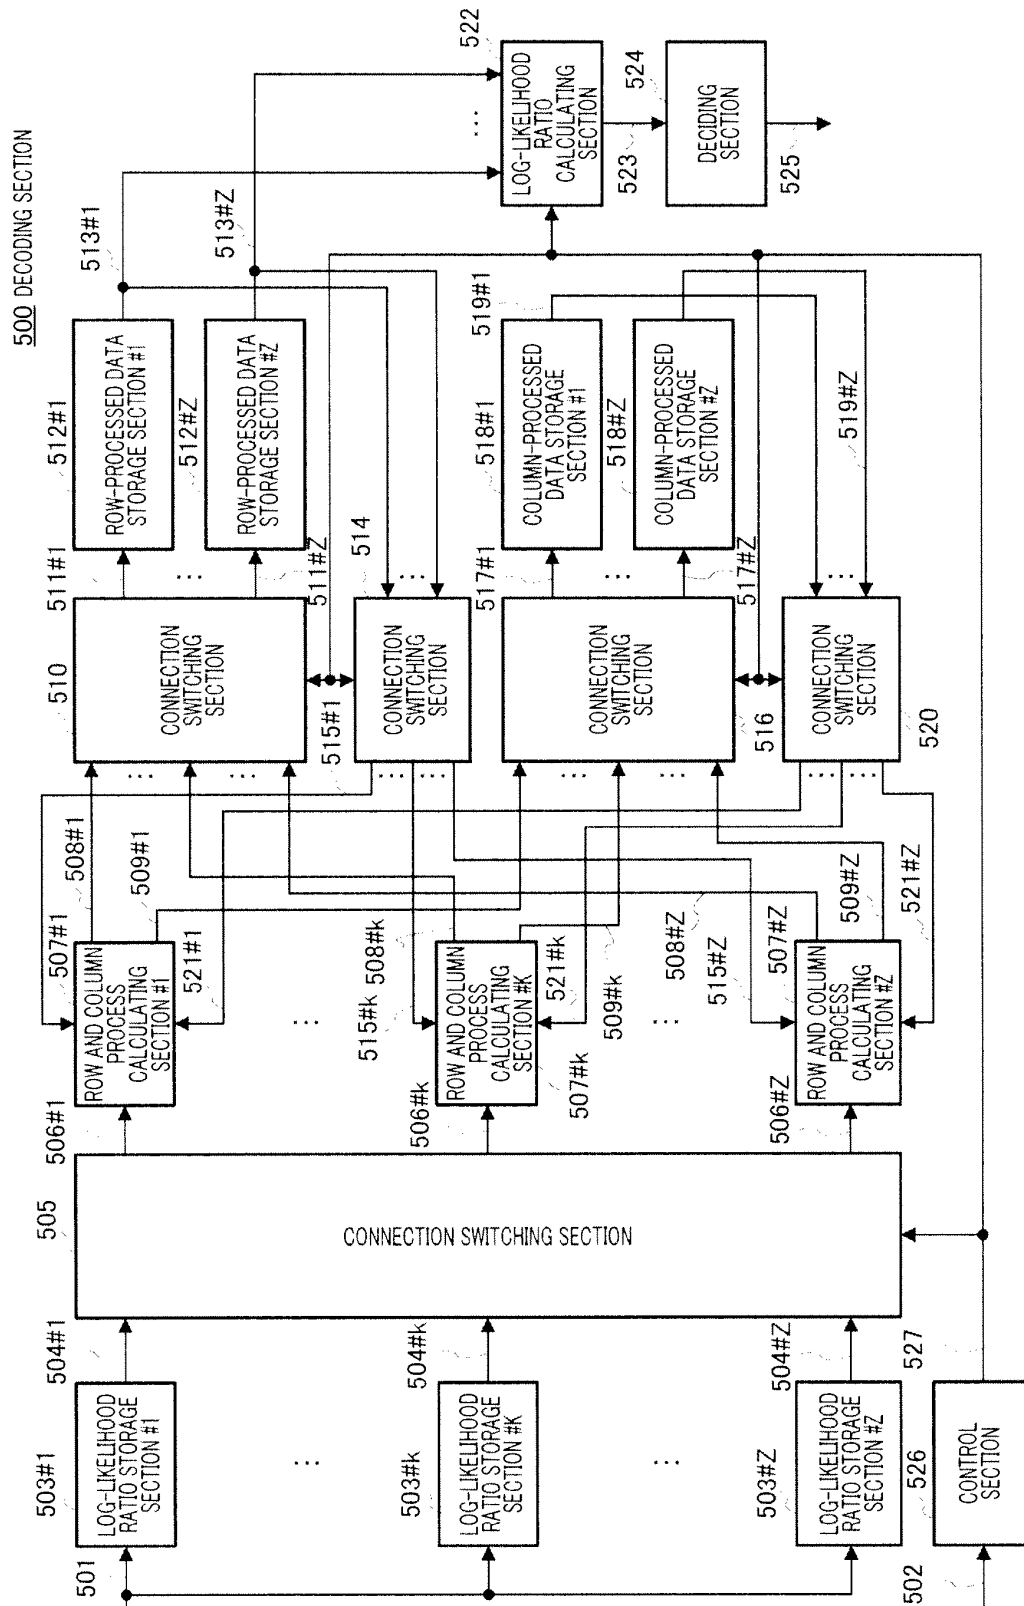 500 DECODING SECTION
501
503#1
LOG-LIKELIHOOD
RATIO STORAGE
SECTION #1
504#1
...
503#k
LOG-LIKELIHOOD
RATIO STORAGE
SECTION #K
504#k
...
503#Z
LOG-LIKELIHOOD
RATIO STORAGE
SECTION #Z
504#Z
502
526
CONTROL
SECTION
527
505
CONNECTION SWITCHING SECTION
506#1
507#1
ROW AND COLUMN
PROCESS
CALCULATING
SECTION #1
508#1
509#1
521#1
...
515#k
508#k
506#k
ROW AND COLUMN
PROCESS
CALCULATING
SECTION #K
507#k
521#k
509#k
...
508#Z
515#Z
507#Z
506#Z
ROW AND COLUMN
PROCESS
CALCULATING
SECTION #Z
509#Z
521#Z
510
...
...
CONNECTION
SWITCHING
SECTION
511#1
...
511#Z
515#1
514
...
...
CONNECTION
SWITCHING
SECTION
...
516
...
...
CONNECTION
SWITCHING
SECTION
517#1
...
517#Z
520
...
...
CONNECTION
SWITCHING
SECTION
...
512#1
ROW-PROCESSED DATA
STORAGE SECTION #1
512#Z
ROW-PROCESSED DATA
STORAGE SECTION #Z
513#1
513#Z
518#1
COLUMN-PROCESSED
DATA STORAGE
SECTION #1
519#1
518#Z
COLUMN-PROCESSED
DATA STORAGE
SECTION #Z
519#Z
...
522
LOG-LIKELIHOOD
RATIO
CALCULATING
SECTION
523
524
DECIDING
SECTION
525